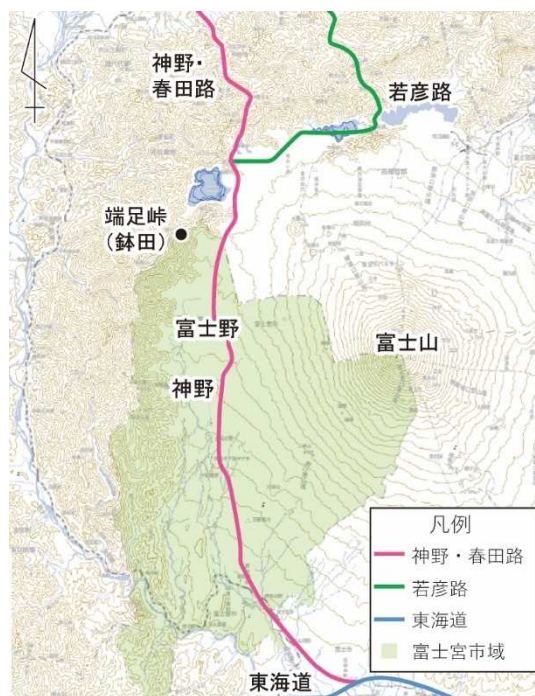 神野・
春田路
若彦路
端足峠
（鉢田）
富士野
富士山
神野
東海道
凡例
神野・春田路
若彦路
東海道
富士宮市域